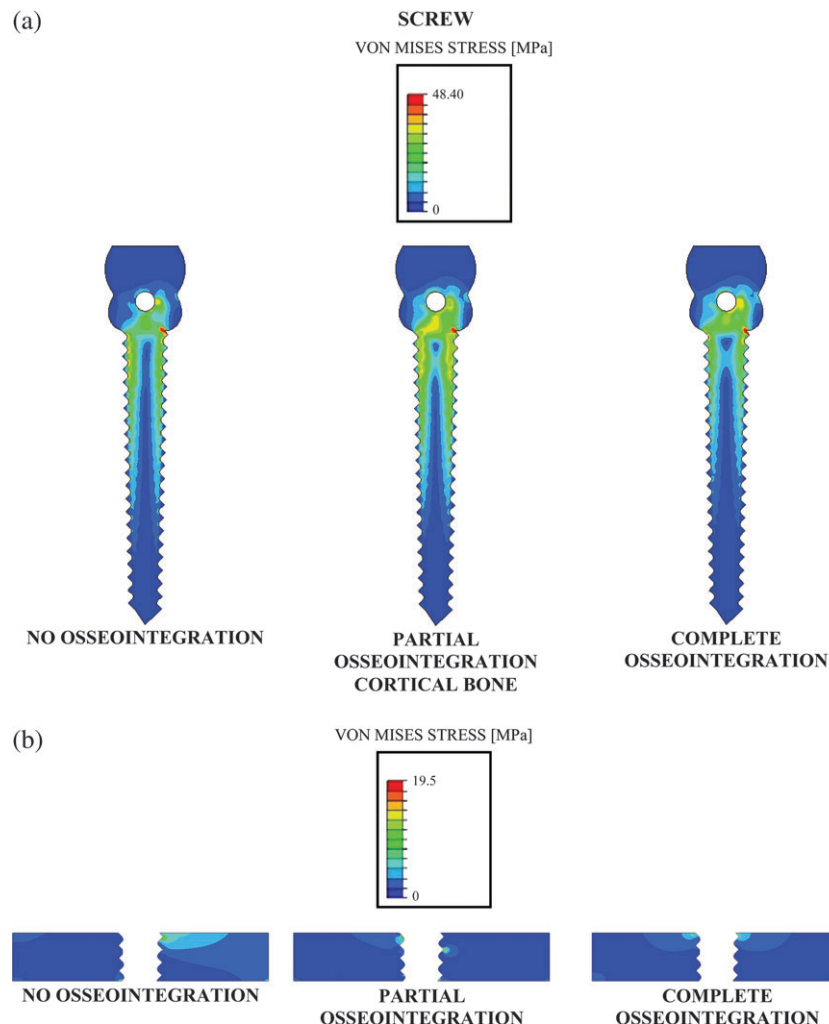 (a)
SCREW
VON MISES STRESS [MPa]
48.40
0
NO OSSEOINTEGRATION
PARTIAL
OSSEOINTEGRATION
CORTICAL BONE
COMPLETE
OSSEOINTEGRATION
(b)
VON MISES STRESS [MPa]
19.5
0
NO OSSEOINTEGRATION
PARTIAL
OSSEOINTEGRATION
COMPLETE
OSSEOINTEGRATION